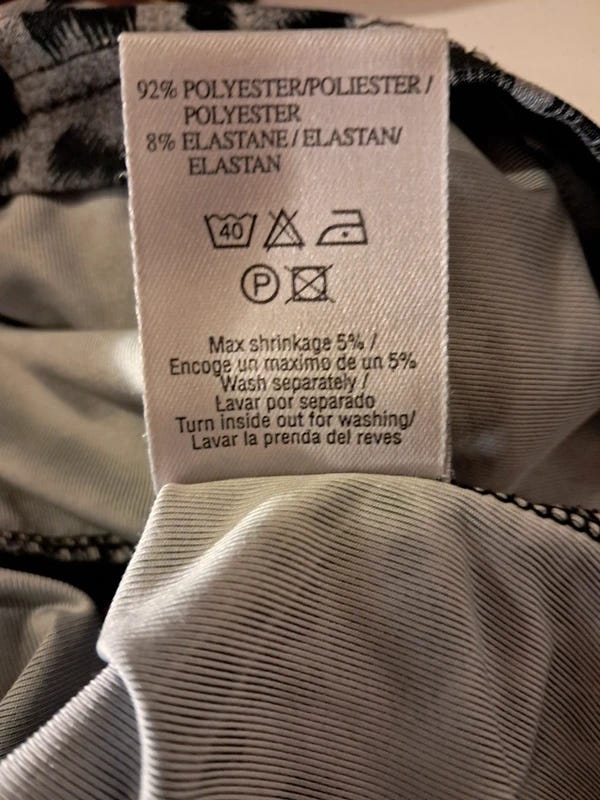 92% POLYESTER/POLIESTER /
POLYESTER
8% ELASTANE / ELASTAN/
ELASTAN
40
P
Max shrinkage 5% /
Encoge un maximo de un 5%
Wash separately /
Lavar por separado
Turn inside out for washing/
Lavar la prenda del reves